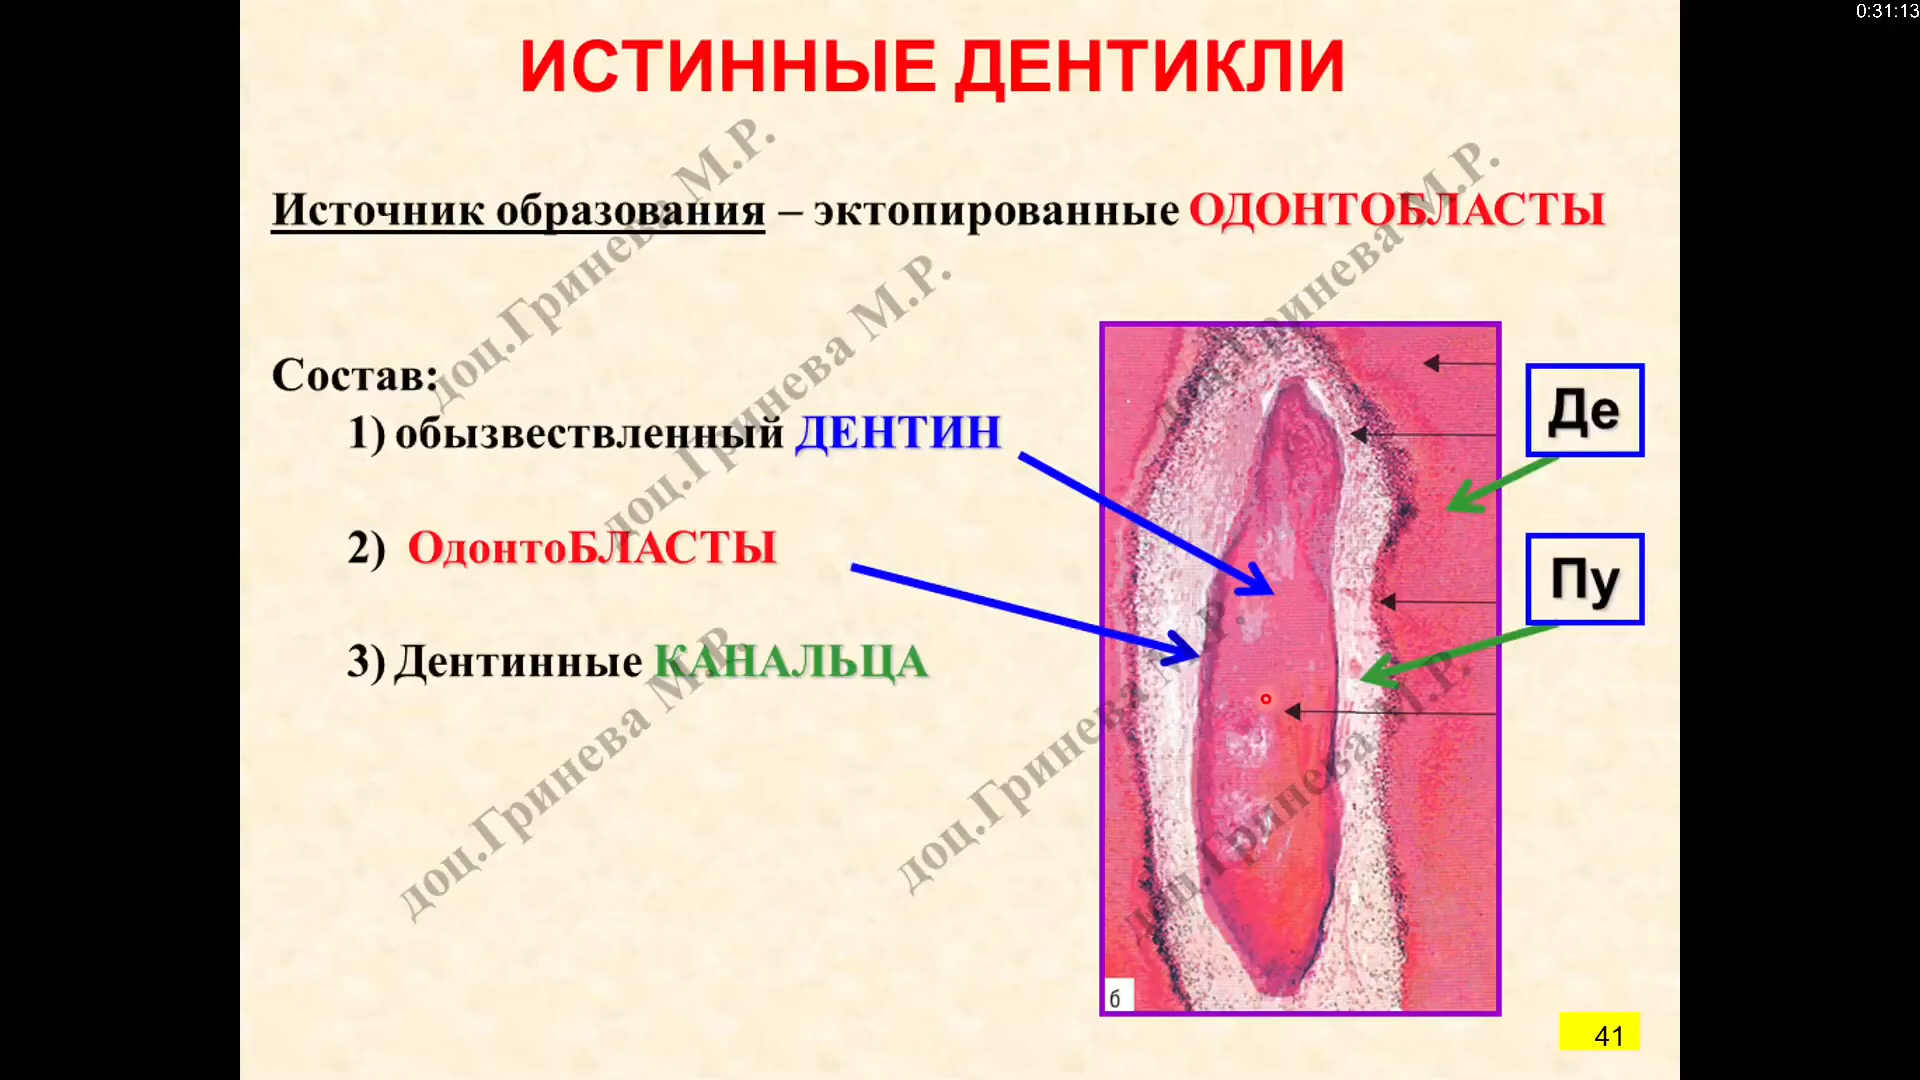 0:31:13
ИСТИННЫЕ ДЕНТИКЛИ
Источник образования – эктопированные ОДОНТОБЛАСТЫ
Состав:
1) обызвествленный ДЕНТИН
2) ОдонтоБЛАСТЫ
3) Дентинные КАНАЛЬЦА
Де
Пу
б
41
доц.Гринева М.Р.
доц.Гринева М.Р.
доц.Гринева М.Р.
доц.Гринева М.Р.
доц.Гринева М.Р.
доц.Гринева М.Р.